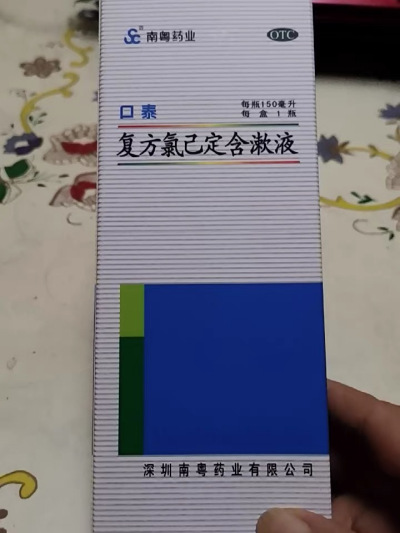 南粤药业 OTC
口泰
每瓶150毫升
每盒1瓶
复方氯己定含漱液
深圳南粤药业有限公司